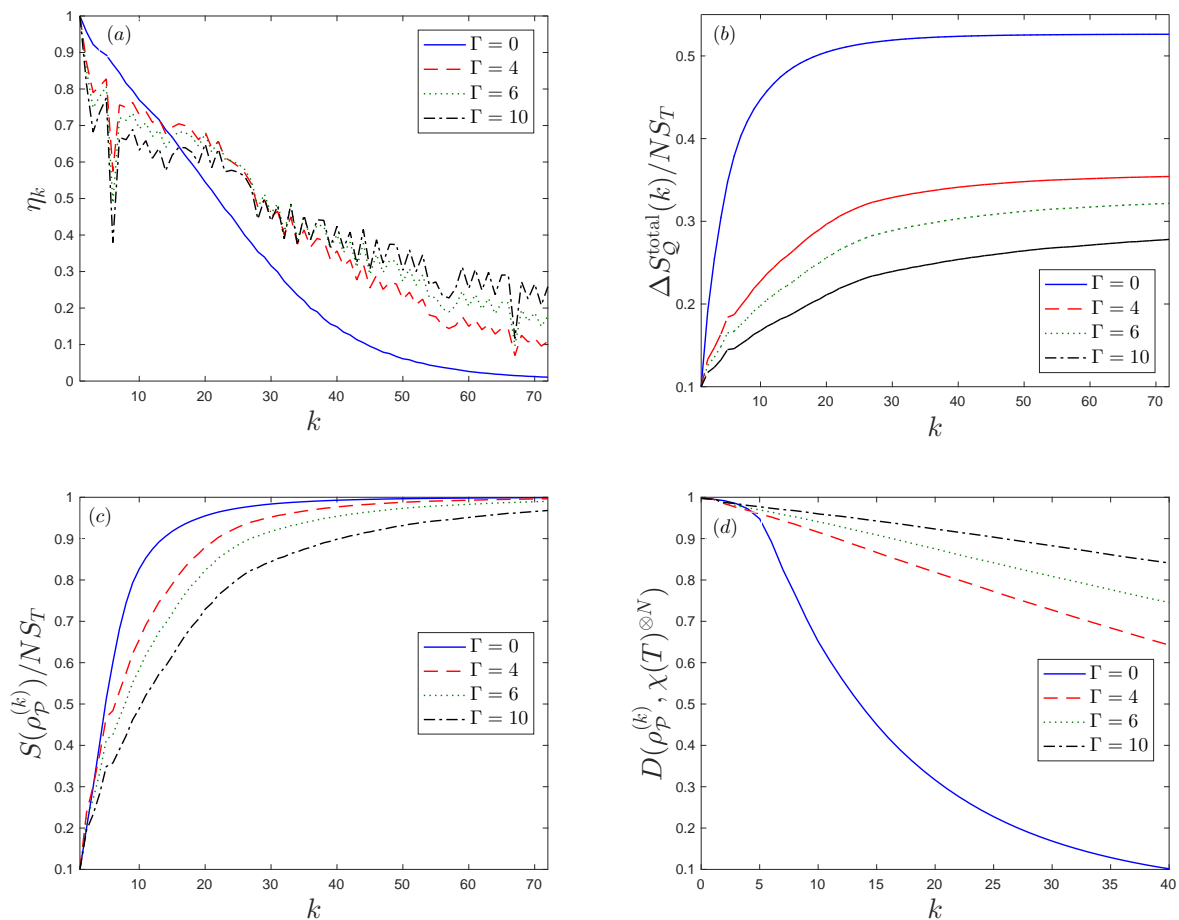 (a)
1
0.9
0.8
0.7
0.6
0.5
0.4
0.3
0.2
0.1
0
10 20 30 40 50 60 70
k
η_k
Γ = 0
Γ = 4
Γ = 6
Γ = 10
(b)
0.5
0.4
0.3
0.2
0.1
10 20 30 40 50 60 70
k
ΔS_𝒬^total(k)/NS_T
Γ = 0
Γ = 4
Γ = 6
Γ = 10
(c)
1
0.9
0.8
0.7
0.6
0.5
0.4
0.3
0.2
0.1
10 20 30 40 50 60 70
k
S(ρ_𝒫^(k))/NS_T
Γ = 0
Γ = 4
Γ = 6
Γ = 10
(d)
1
0.9
0.8
0.7
0.6
0.5
0.4
0.3
0.2
0.1
0 5 10 15 20 25 30 35 40
k
D(ρ_𝒫^(k), χ(T)^⊗N)
Γ = 0
Γ = 4
Γ = 6
Γ = 10